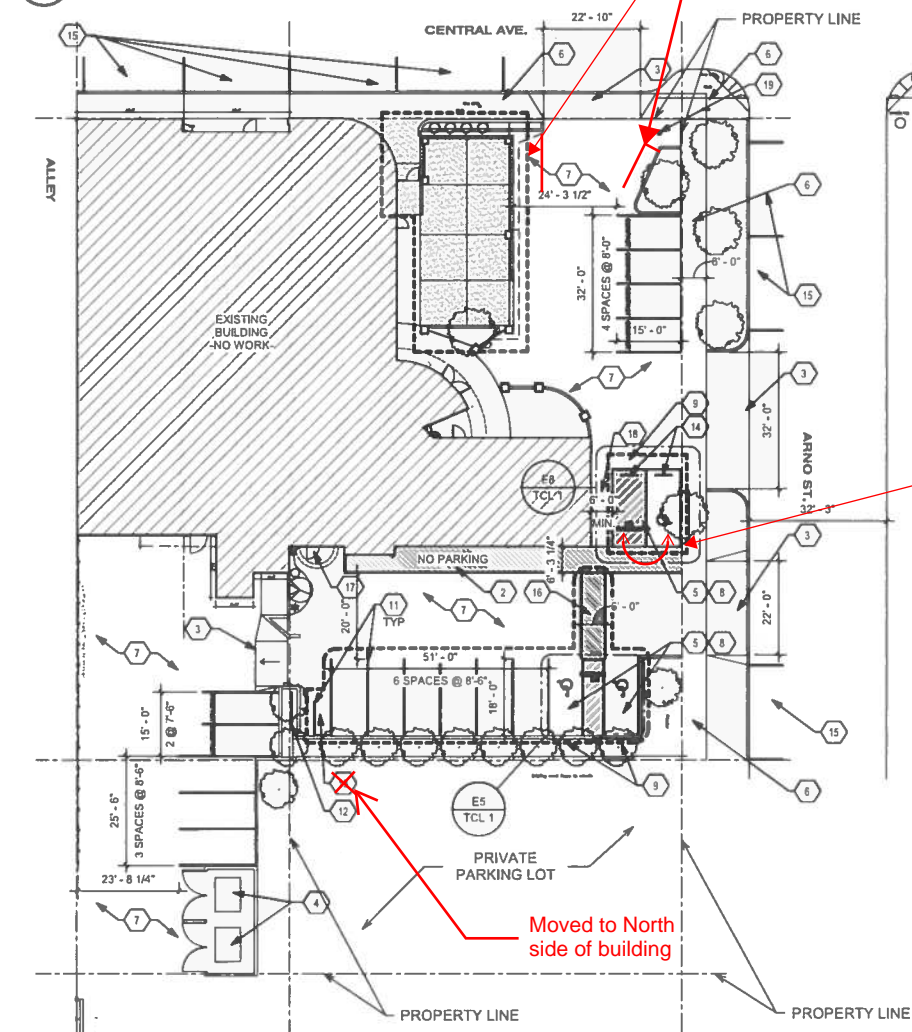 22' - 10"
PROPERTY LINE
CENTRAL AVE.
15
6
3
6
19
ALLEY
7
24' - 3 1/2"
6
6' - 0"
15
32' - 0"
4 SPACES @ 8'-0"
15' - 0"
EXISTING
BUILDING
-NO WORK-
7
3
9
14
18
32' - 0"
ARNO ST.
E8
TCL 1
6' - 0"
MIN.
32' - 3"
3
NO PARKING
6' - 3 1/4"
17
2
16
5
8
11
TYP
20' - 0"
7
6' - 0"
22' - 0"
3
7
51' - 0"
6 SPACES @ 8'-6"
18' - 0"
5
8
15' - 0"
2 @ 7'-6"
15
12
9
6
E5
TCL 1
25' - 6"
3 SPACES @ 8'-6"
PRIVATE
PARKING LOT
23' - 8 1/4"
4
7
Moved to North
side of building
PROPERTY LINE
PROPERTY LINE